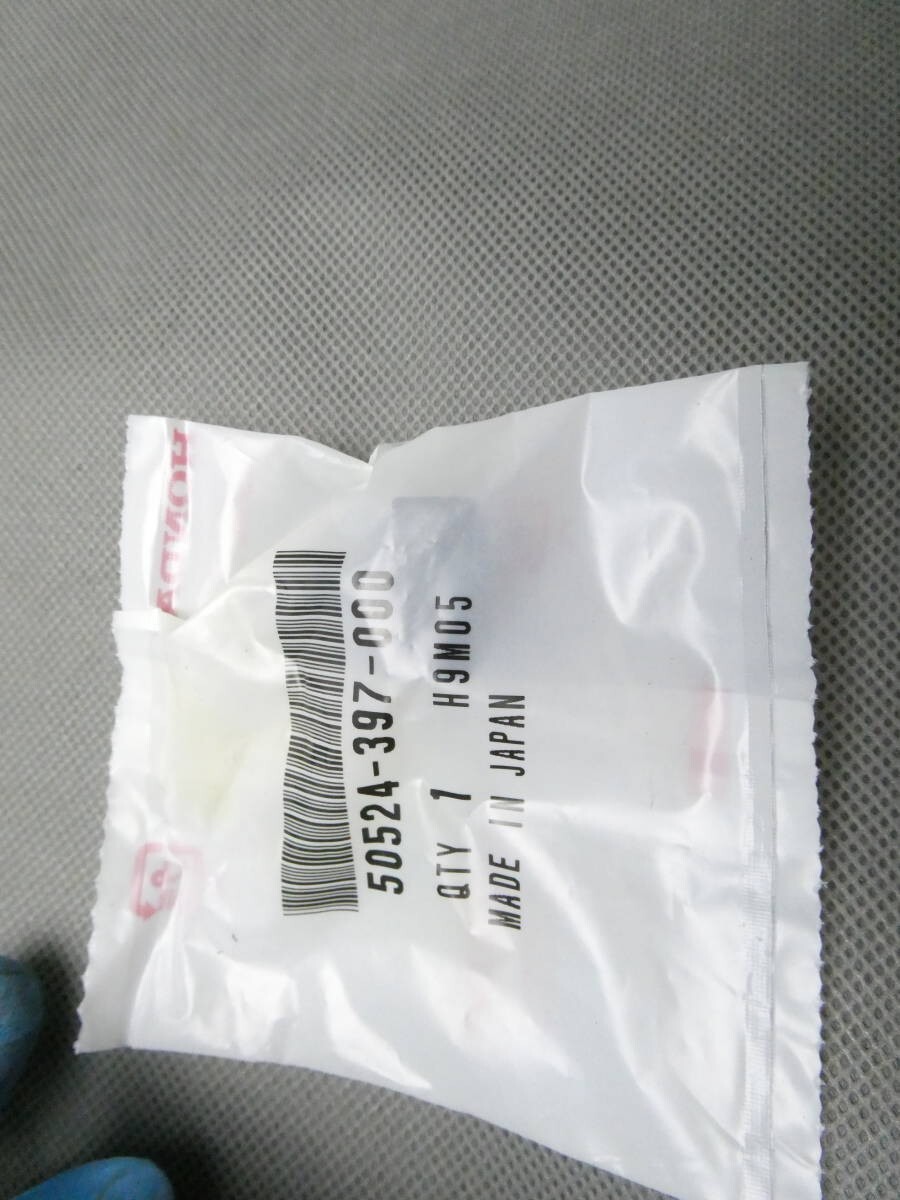 HONDA
50524-397-000
QTY 1 H9M05
MADE IN JAPAN